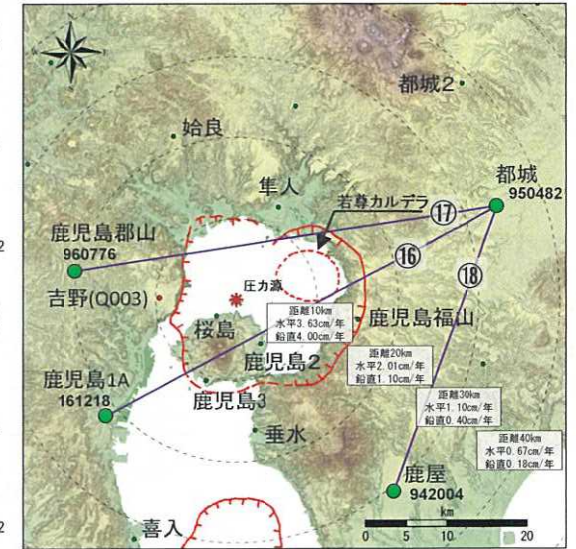 都城2
姶良
都城
950482
隼人
若尊カルデラ
⑰
鹿児島郡山
960776
⑯
⑱
吉野(Q003)
圧力源
距離10km
水平3.63cm/年
鉛直4.00cm/年
鹿児島福山
桜島
鹿児島2
距離20km
水平2.01cm/年
鉛直1.10cm/年
鹿児島1A
161218
鹿児島3
距離30km
水平1.10cm/年
鉛直0.40cm/年
垂水
距離40km
水平0.67cm/年
鉛直0.18cm/年
鹿屋
942004
喜入
km
0 5 10 20
2
2